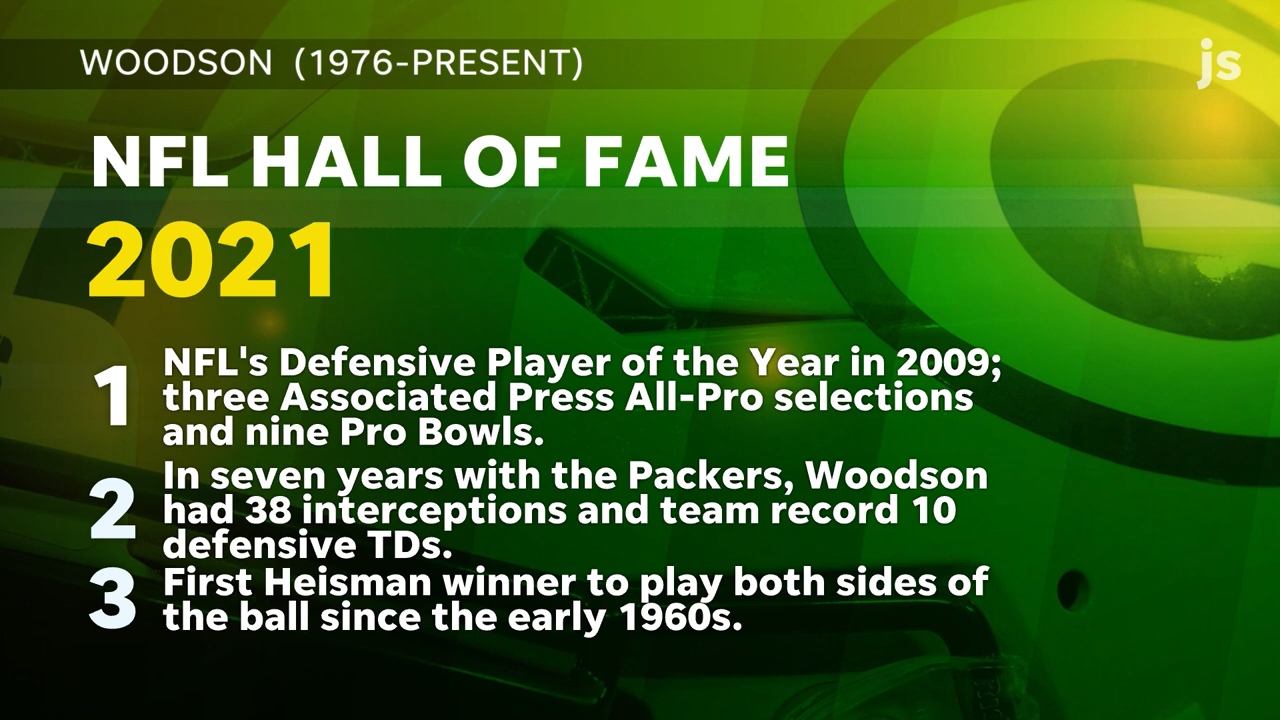 WOODSON (1976-PRESENT)
js
NFL HALL OF FAME
2021
1
NFL's Defensive Player of the Year in 2009;
three Associated Press All-Pro selections
and nine Pro Bowls.
2
In seven years with the Packers, Woodson
had 38 interceptions and team record 10
defensive TDs.
3
First Heisman winner to play both sides of
the ball since the early 1960s.